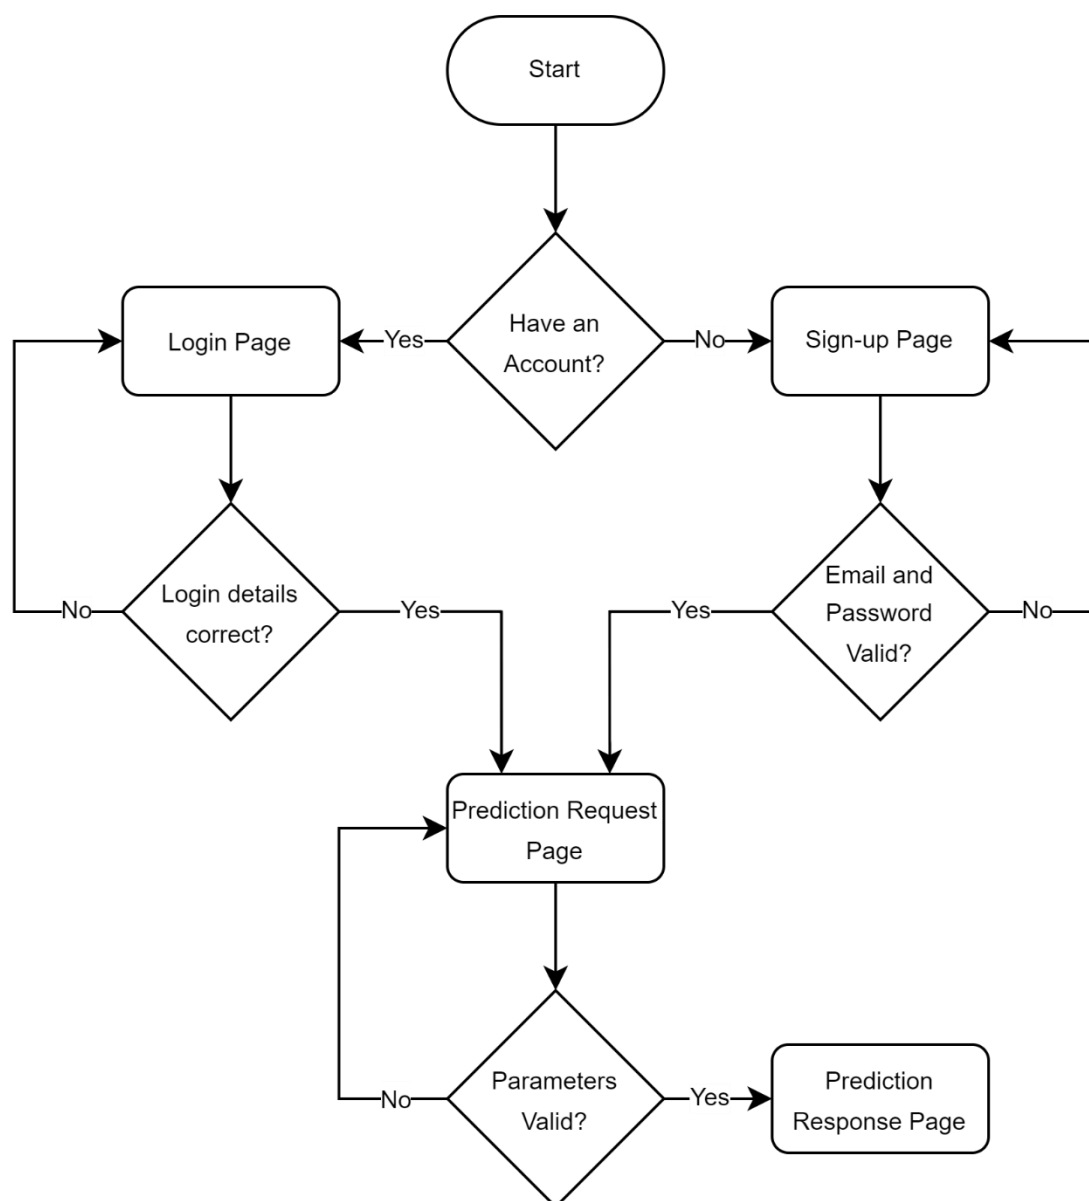 Start
Have an
Account?
Yes
No
Login Page
Sign-up Page
Login details
correct?
No
Yes
Email and
Password
Valid?
Yes
No
Prediction Request
Page
Parameters
Valid?
No
Yes
Prediction
Response Page